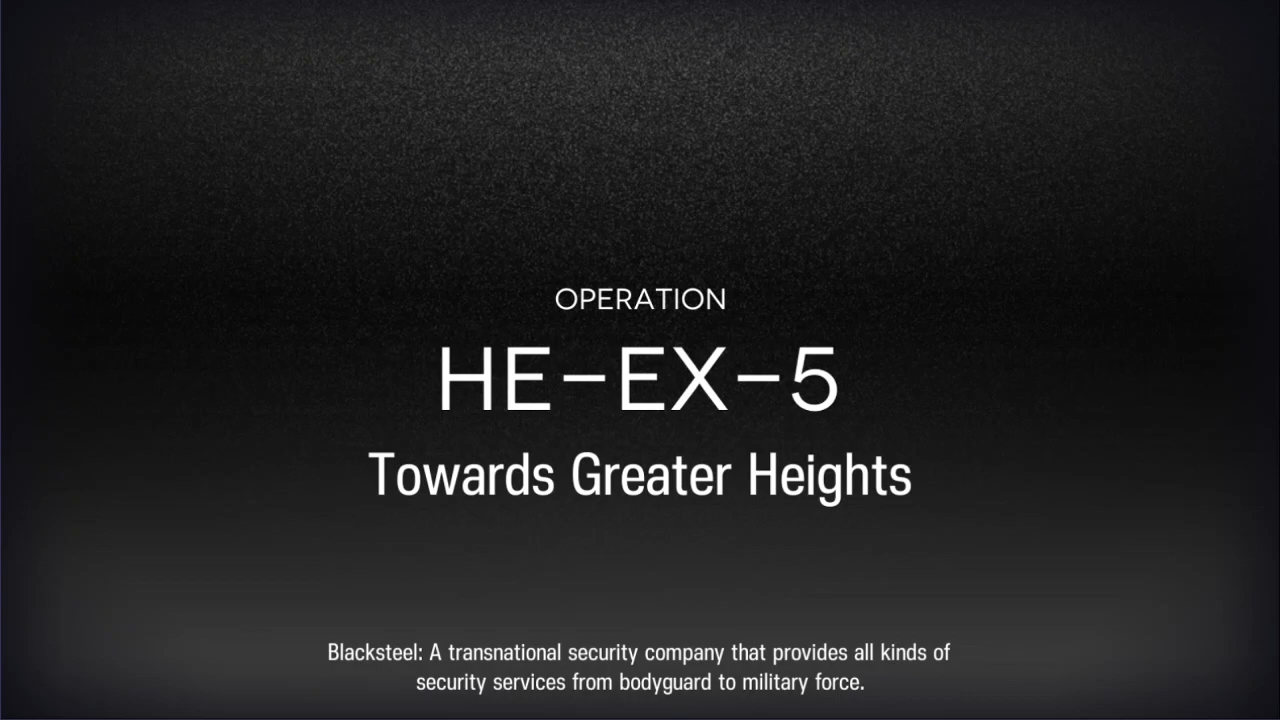 OPERATION
HE-EX-5
Towards Greater Heights
Blacksteel: A transnational security company that provides all kinds of
security services from bodyguard to military force.